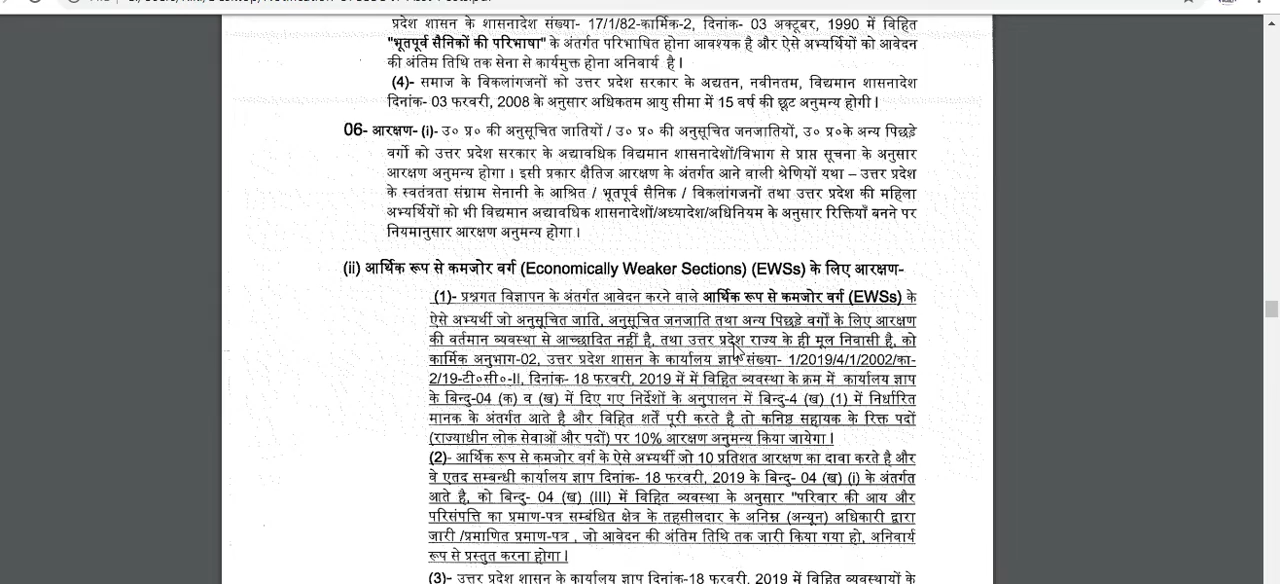 प्रदेश शासन के शासनादेश संख्या- 17/1/82-कार्मिक-2, दिनांक- 03 अक्टूबर, 1990 में विहित
"भूतपूर्व सैनिकों की परिभाषा" के अंतर्गत परिभाषित होना आवश्यक है और ऐसे अभ्यर्थियों को आवेदन
की अंतिम तिथि तक सेना से कार्यमुक्त होना अनिवार्य है।
(4)- समाज के विकलांगजनों को उत्तर प्रदेश सरकार के अद्यतन, नवीनतम, विद्यमान शासनादेश
दिनांक- 03 फरवरी, 2008 के अनुसार अधिकतम आयु सीमा में 15 वर्ष की छूट अनुमन्य होगी।
06- आरक्षण- (i)- उ० प्र० की अनुसूचित जातियों / उ० प्र० की अनुसूचित जनजातियों, उ० प्र०के अन्य पिछड़े
वर्गो को उत्तर प्रदेश सरकार के अद्यावधिक विद्यमान शासनादेशों/विभाग से प्राप्त सूचना के अनुसार
आरक्षण अनुमन्य होगा। इसी प्रकार क्षैतिज आरक्षण के अंतर्गत आने वाली श्रेणियों यथा – उत्तर प्रदेश
के स्वतंत्रता संग्राम सेनानी के आश्रित / भूतपूर्व सैनिक / विकलांगजनों तथा उत्तर प्रदेश की महिला
अभ्यर्थियों को भी विद्यमान अद्यावधिक शासनादेशों/अध्यादेश/अधिनियम के अनुसार रिक्तियाँ बनने पर
नियमानुसार आरक्षण अनुमन्य होगा।
(ii) आर्थिक रूप से कमजोर वर्ग (Economically Weaker Sections) (EWSs) के लिए आरक्षण-
(1)- प्रश्नगत विज्ञापन के अंतर्गत आवेदन करने वाले आर्थिक रूप से कमजोर वर्ग (EWSs) के
ऐसे अभ्यर्थी जो अनुसूचित जाति, अनुसूचित जनजाति तथा अन्य पिछड़े वर्गों के लिए आरक्षण
की वर्तमान व्यवस्था से आच्छादित नहीं है, तथा उत्तर प्रदेश राज्य के ही मूल निवासी है, को
कार्मिक अनुभाग-02, उत्तर प्रदेश शासन के कार्यालय ज्ञाप संख्या- 1/2019/4/1/2002/का-
2/19-टी०सी०-II, दिनांक- 18 फरवरी, 2019 में में विहित व्यवस्था के क्रम में कार्यालय ज्ञाप
के बिन्दु-04 (क) व (ख) में दिए गए निर्देशों के अनुपालन में बिन्दु-4 (ख) (1) में निर्धारित
मानक के अंतर्गत आते है और विहित शर्ते पूरी करते है तो कनिष्ठ सहायक के रिक्त पदों
(राज्याधीन लोक सेवाओं और पदों) पर 10% आरक्षण अनुमन्य किया जायेगा।
(2)- आर्थिक रूप से कमजोर वर्ग के ऐसे अभ्यर्थी जो 10 प्रतिशत आरक्षण का दावा करते है और
वे एतद सम्बन्धी कार्यालय ज्ञाप दिनांक- 18 फरवरी, 2019 के बिन्दु- 04 (ख) (i) के अंतर्गत
आते है, को बिन्दु- 04 (ख) (III) में विहित व्यवस्था के अनुसार "परिवार की आय और
परिसंपत्ति का प्रमाण-पत्र सम्बंधित क्षेत्र के तहसीलदार के अनिम्न (अन्यून) अधिकारी द्वारा
जारी /प्रमाणित प्रमाण-पत्र , जो आवेदन की अंतिम तिथि तक जारी किया गया हो, अनिवार्य
रूप से प्रस्तुत करना होगा।
(3)- उत्तर प्रदेश शासन के कार्यालय ज्ञाप दिनांक-18 फरवरी, 2019 में विहित व्यवस्थायों के